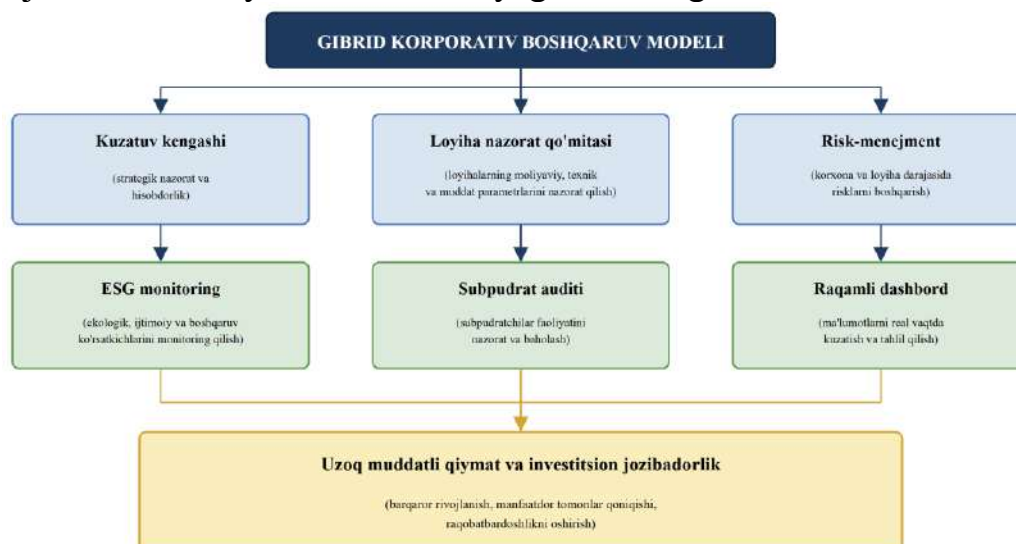 GIBRID KORPORATIV BOSHQARUV MODELI
Kuzatuv kengashi
(strategik nazorat va
hisobdorlik)
Loyiha nazorat qo'mitasi
(loyihalarning moliyaviy, texnik
va muddat parametrlarini nazorat qilish)
Risk-menejment
(korxona va loyiha darajasida
risklarni boshqarish)
ESG monitoring
(ekologik, ijtimoiy va boshqaruv
ko'rsatkichlarini monitoring qilish)
Subpudrat auditi
(subpudratchilar faoliyatini
nazorat va baholash)
Raqamli dashbord
(ma'lumotlarni real vaqtda
kuzatish va tahlil qilish)
Uzoq muddatli qiymat va investitsion jozibadorlik
(barqaror rivojlanish, manfaatdor tomonlar qoniqishi,
raqobatbardoshlikni oshirish)